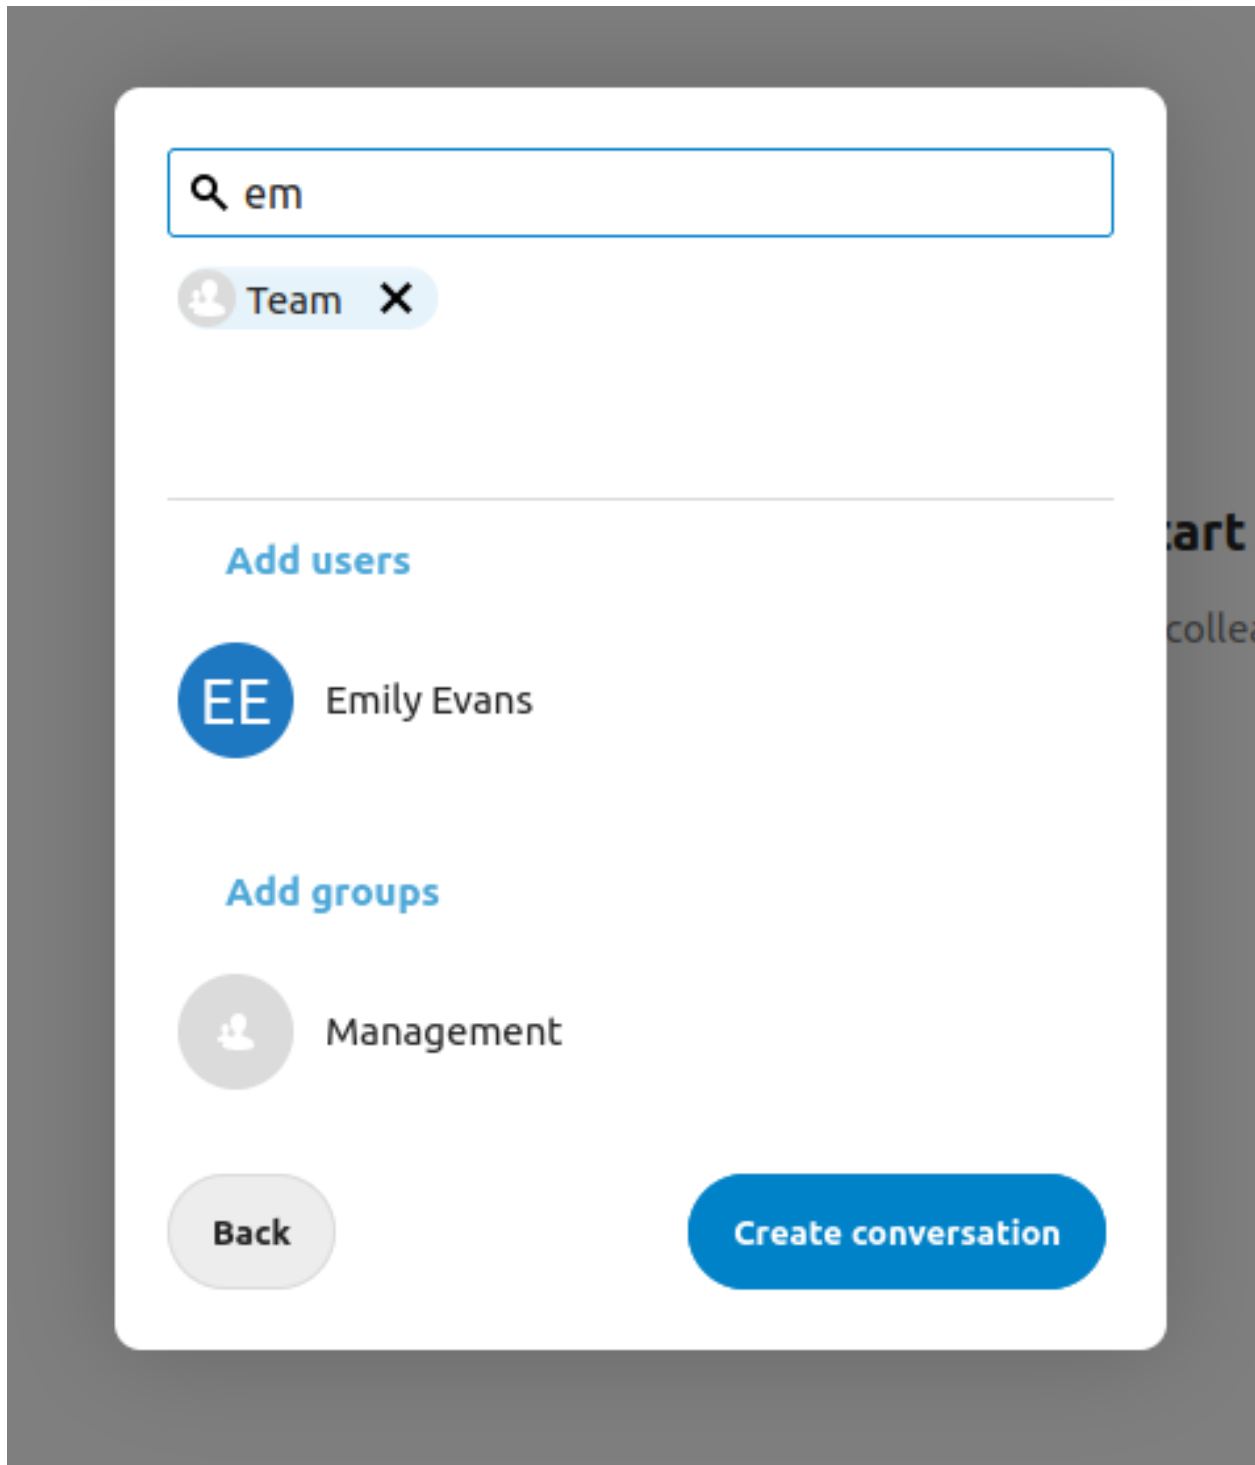 em
Team
Add users
EE Emily Evans
Add groups
Management
Back
Create conversation